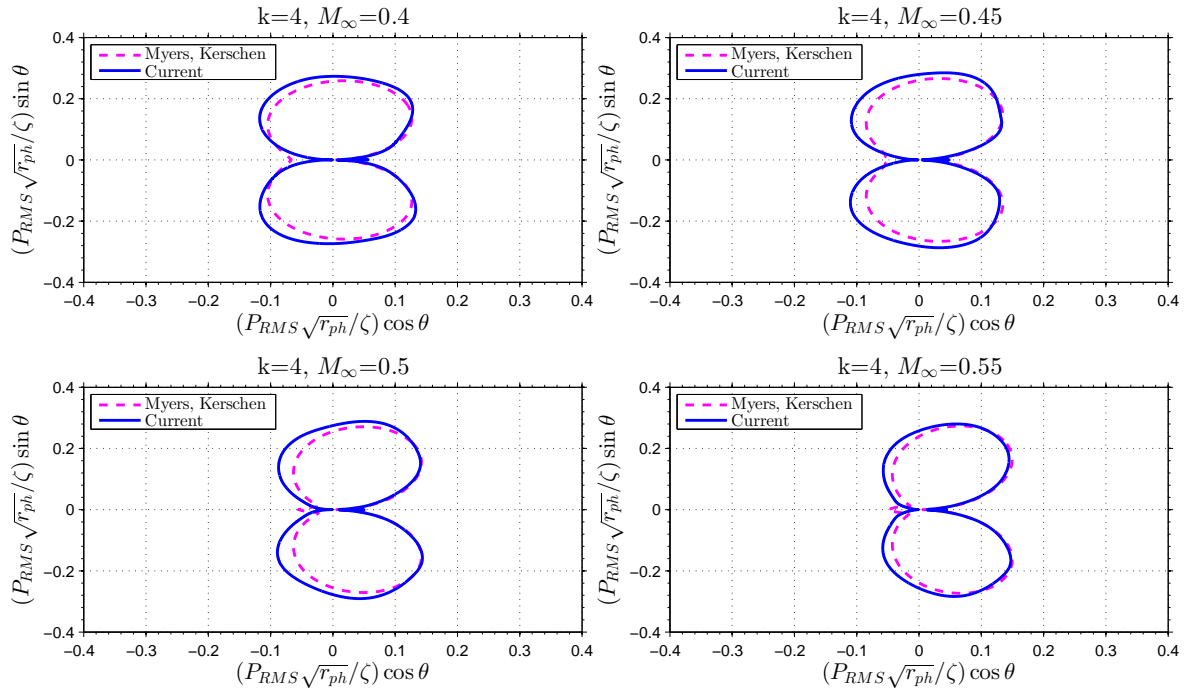 k=4, M∞=0.4
(P_RMS√r_ph/ζ) sin θ
0.4
0.2
0
−0.2
−0.4
Myers, Kerschen
Current
−0.4 −0.3 −0.2 −0.1 0 0.1 0.2 0.3 0.4
(P_RMS√r_ph/ζ) cos θ
k=4, M∞=0.45
(P_RMS√r_ph/ζ) sin θ
0.4
0.2
0
−0.2
−0.4
Myers, Kerschen
Current
−0.4 −0.3 −0.2 −0.1 0 0.1 0.2 0.3 0.4
(P_RMS√r_ph/ζ) cos θ
k=4, M∞=0.5
(P_RMS√r_ph/ζ) sin θ
0.4
0.2
0
−0.2
−0.4
Myers, Kerschen
Current
−0.4 −0.3 −0.2 −0.1 0 0.1 0.2 0.3 0.4
(P_RMS√r_ph/ζ) cos θ
k=4, M∞=0.55
(P_RMS√r_ph/ζ) sin θ
0.4
0.2
0
−0.2
−0.4
Myers, Kerschen
Current
−0.4 −0.3 −0.2 −0.1 0 0.1 0.2 0.3 0.4
(P_RMS√r_ph/ζ) cos θ